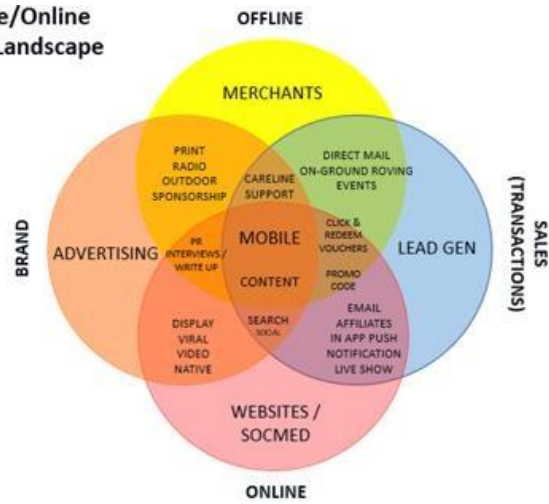 e/Online
Landscape
OFFLINE
MERCHANTS
PRINT
RADIO
OUTDOOR
SPONSORSHIP
CARELINE
SUPPORT
DIRECT MAIL
ON-GROUND ROVING
EVENTS
BRAND
ADVERTISING
PR
INTERVIEWS /
WRITE UP
MOBILE
CLICK &
REDEEM
VOUCHERS
LEAD GEN
SALES
(TRANSACTIONS)
CONTENT
PROMO
CODE
DISPLAY
VIRAL
VIDEO
NATIVE
SEARCH
SOCIAL
EMAIL
AFFILIATES
IN APP PUSH
NOTIFICATION
LIVE SHOW
WEBSITES /
SOCMED
ONLINE